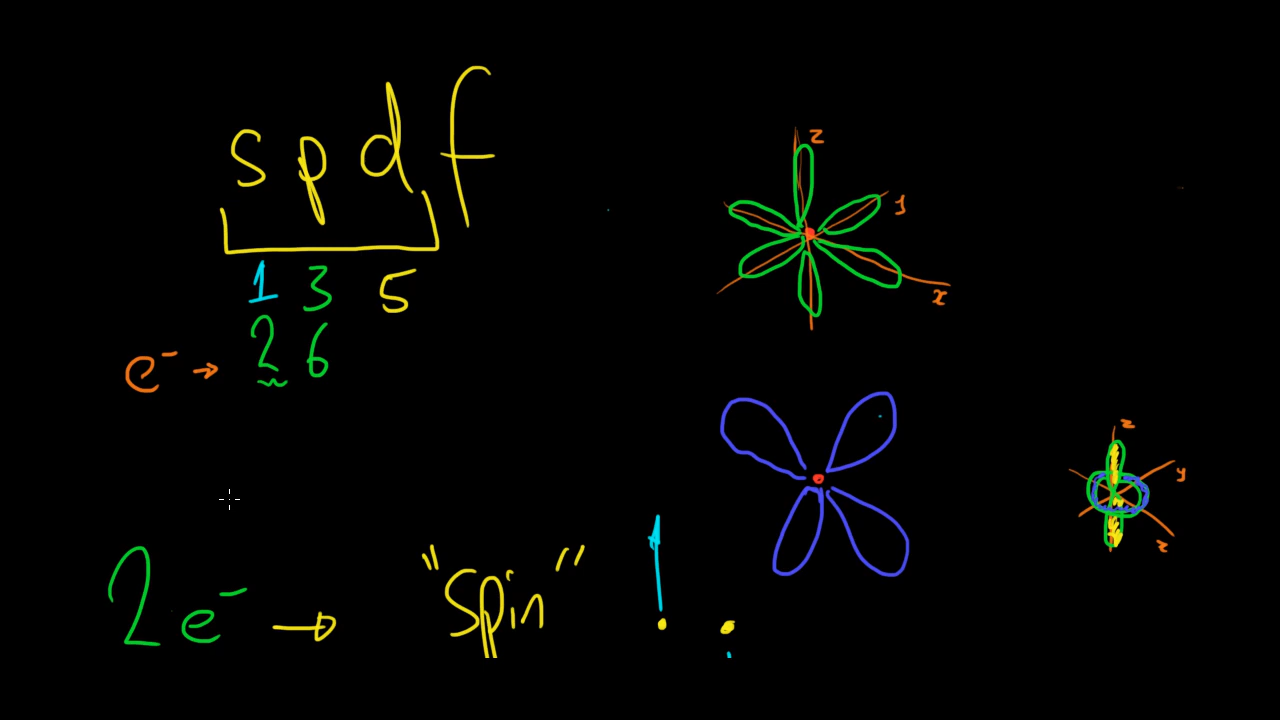 s p d f
1 3 5
e⁻ → 2 6
z
y
x
z
y
z
2e⁻ → "Spin"